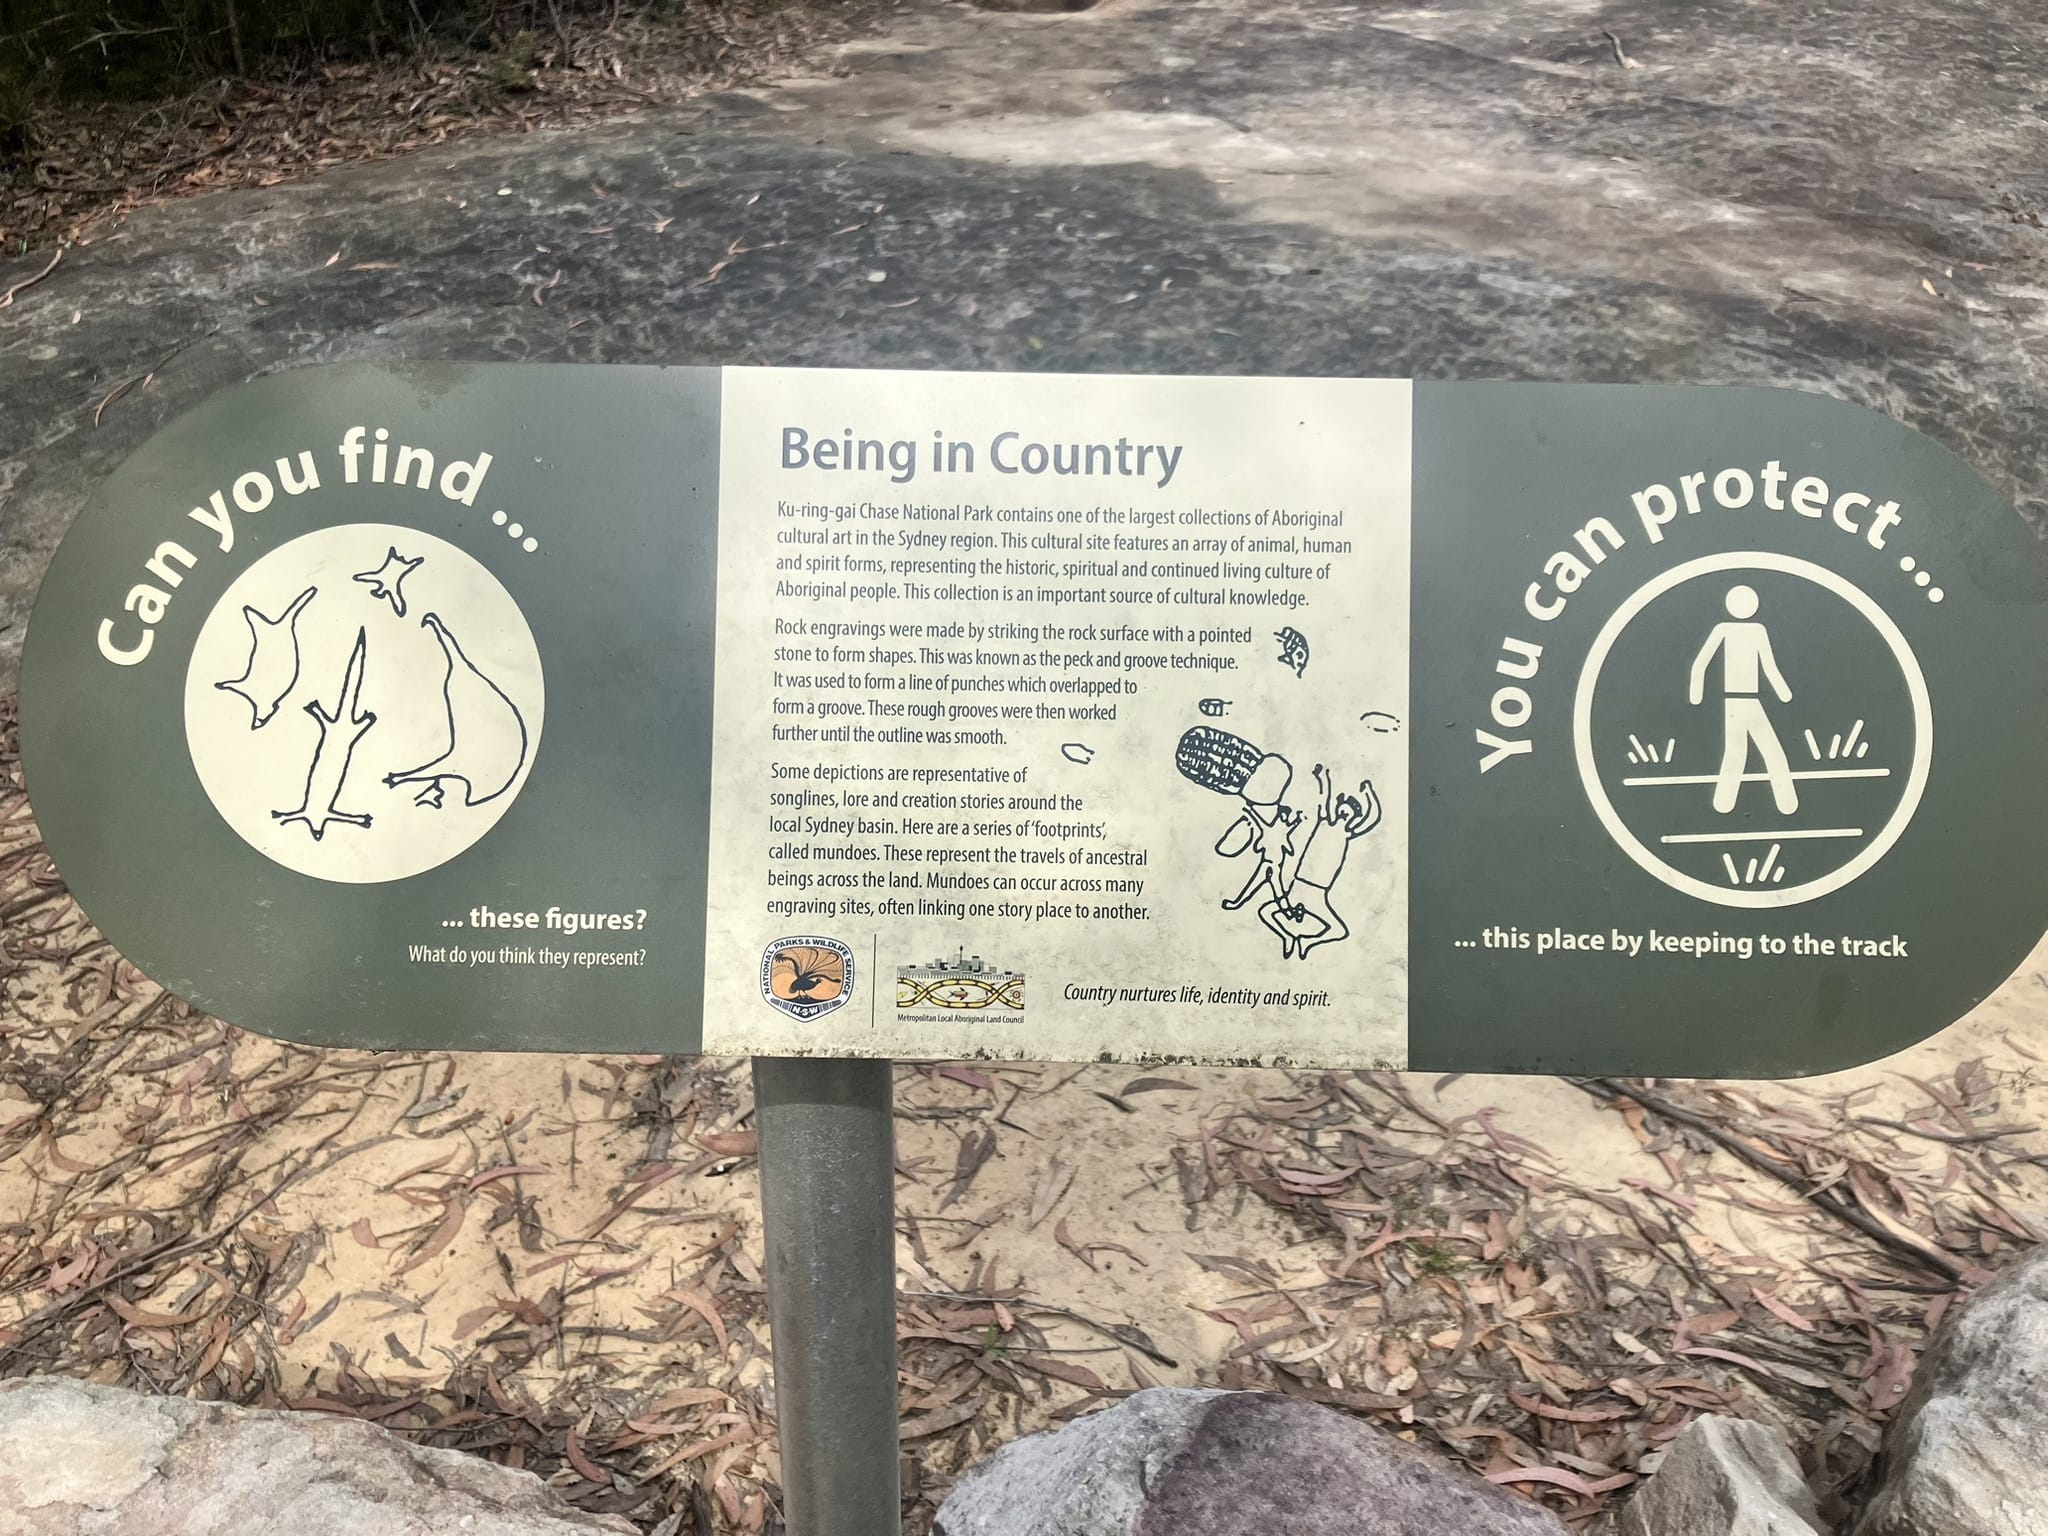 Can you find ...
... these figures?
What do you think they represent?
Being in Country
Ku-ring-gai Chase National Park contains one of the largest collections of Aboriginal
cultural art in the Sydney region. This cultural site features an array of animal, human
and spirit forms, representing the historic, spiritual and continued living culture of
Aboriginal people. This collection is an important source of cultural knowledge.
Rock engravings were made by striking the rock surface with a pointed
stone to form shapes. This was known as the peck and groove technique.
It was used to form a line of punches which overlapped to
form a groove. These rough grooves were then worked
further until the outline was smooth.
Some depictions are representative of
songlines, lore and creation stories around the
local Sydney basin. Here are a series of 'footprints',
called mundoes. These represent the travels of ancestral
beings across the land. Mundoes can occur across many
engraving sites, often linking one story place to another.
NATIONAL PARKS & WILDLIFE SERVICE
N·S·W
Metropolitan Local Aboriginal Land Council
Country nurtures life, identity and spirit.
You can protect ...
... this place by keeping to the track